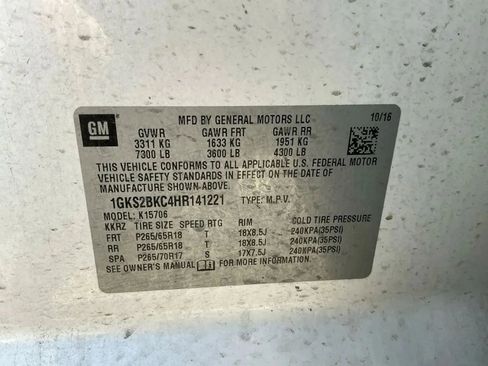 MFD BY GENERAL MOTORS LLC 10/16
GM
GVWR GAWR FRT GAWR RR
3311 KG 1633 KG 1951 KG
7300 LB 3600 LB 4300 LB
THIS VEHICLE CONFORMS TO ALL APPLICABLE U.S. FEDERAL MOTOR
VEHICLE SAFETY STANDARDS IN EFFECT ON THE DATE OF
MANUFACTURE SHOWN ABOVE.
1GKS2BKC4HR141221 TYPE: M.P.V.
MODEL: K15706
KKRZ TIRE SIZE SPEED RTG RIM COLD TIRE PRESSURE
FRT P265/65R18 T 18X8.5J 240KPA(35PSI)
RR P265/65R18 T 18X8.5J 240KPA(35PSI)
SPA P265/70R17 S 17X7.5J 240KPA(35PSI)
SEE OWNER'S MANUAL FOR MORE INFORMATION.